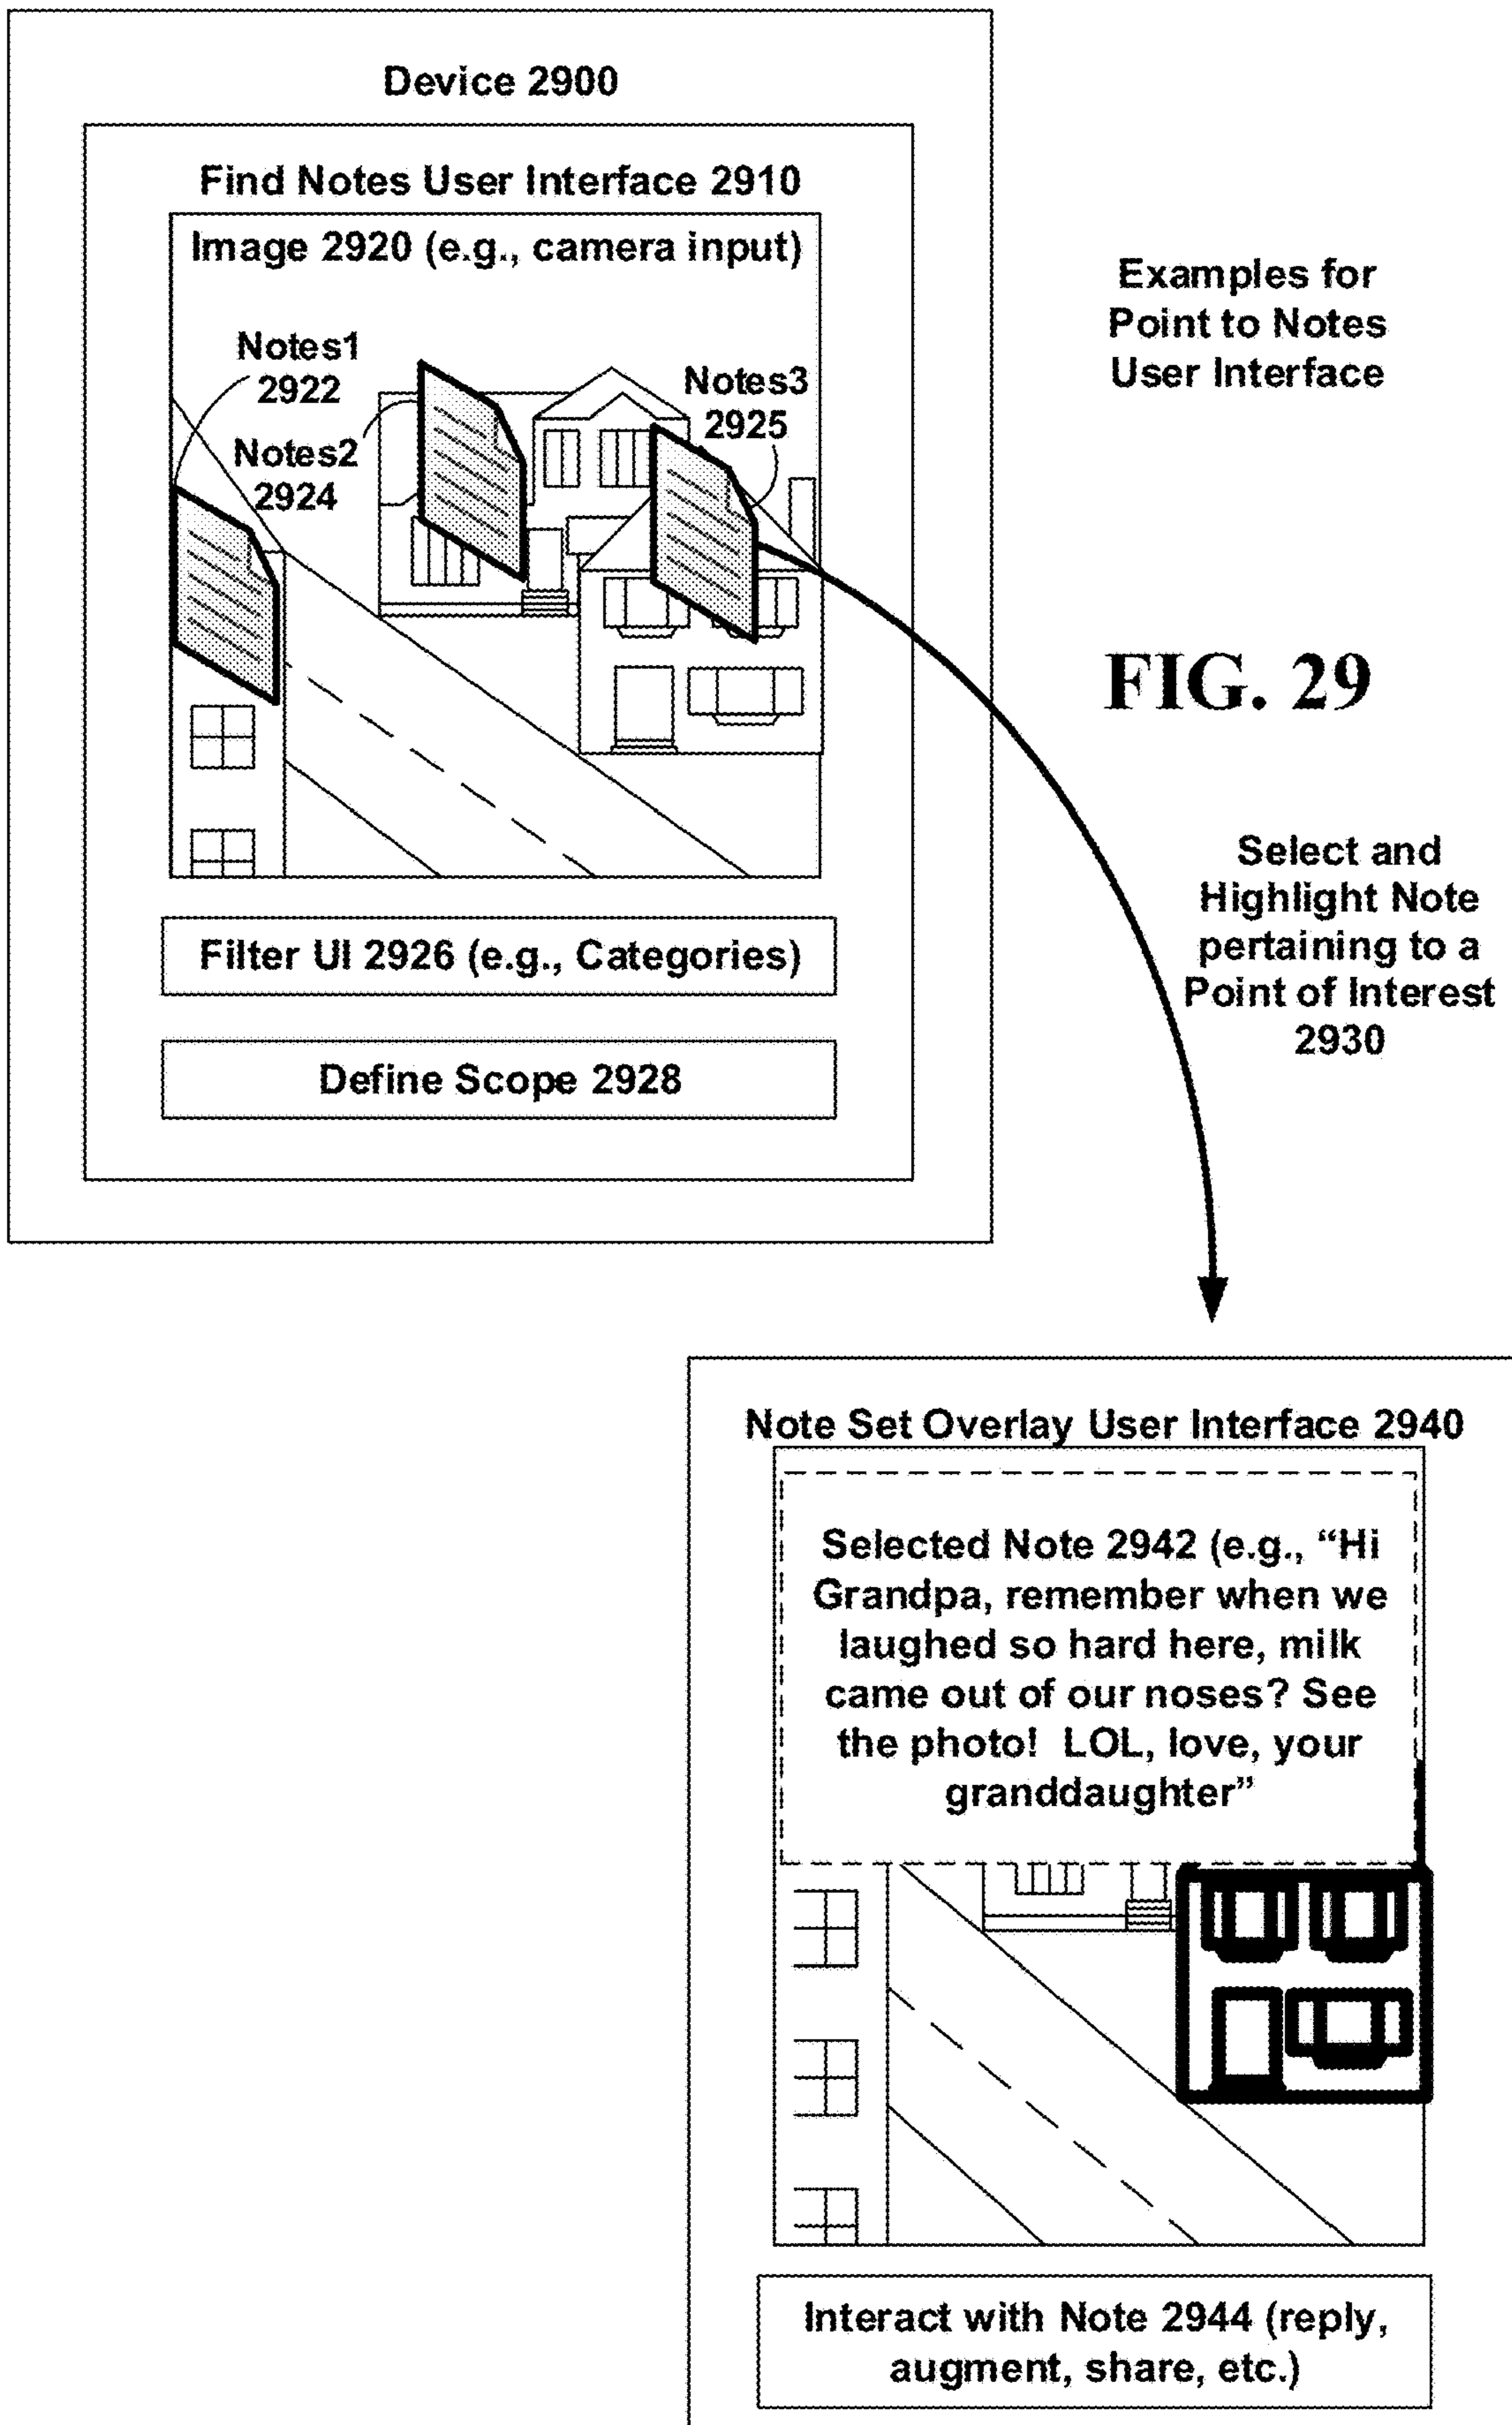 Device 2900
Find Notes User Interface 2910
Image 2920 (e.g., camera input)
Notes1
2922
Notes2
2924
Notes3
2925
Filter UI 2926 (e.g., Categories)
Define Scope 2928
Examples for
Point to Notes
User Interface
FIG. 29
Select and
Highlight Note
pertaining to a
Point of Interest
2930
Note Set Overlay User Interface 2940
Selected Note 2942 (e.g., “Hi
Grandpa, remember when we
laughed so hard here, milk
came out of our noses? See
the photo!  LOL, love, your
granddaughter”
Interact with Note 2944 (reply,
augment, share, etc.)